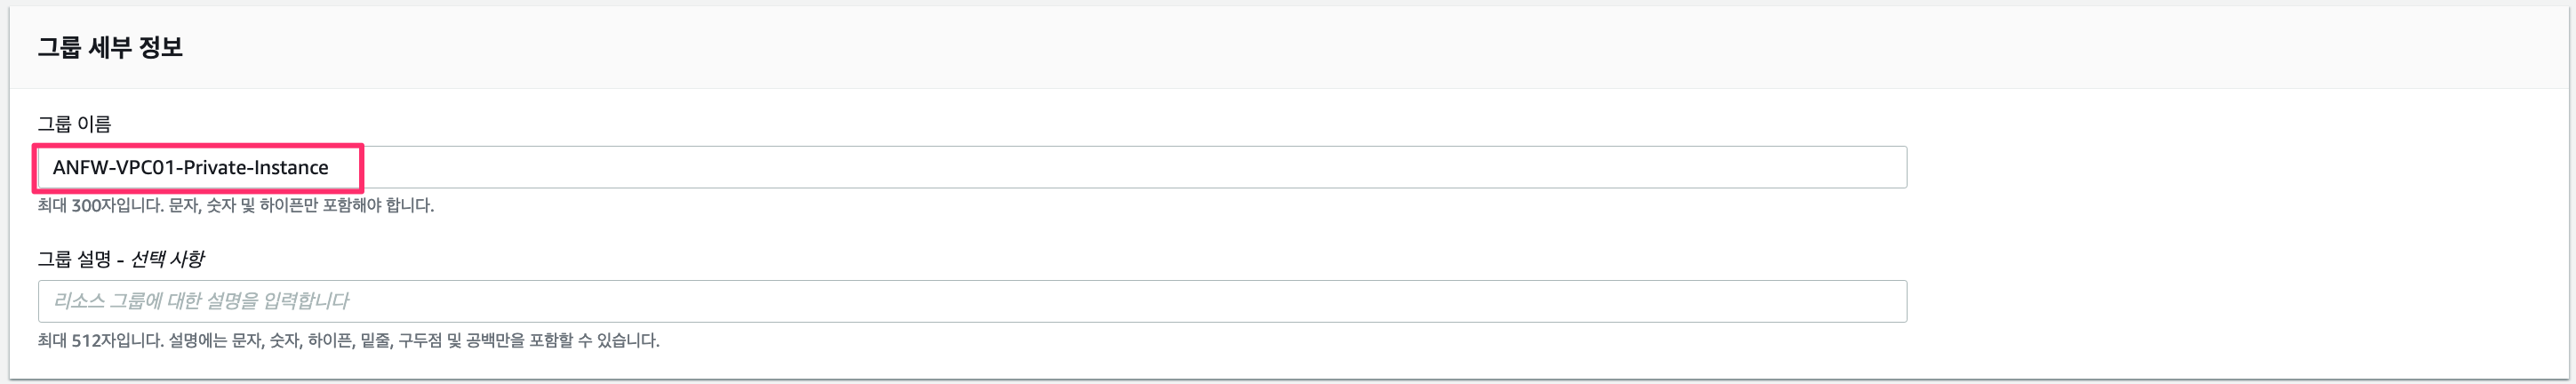 그룹 세부 정보
그룹 이름
ANFW-VPC01-Private-Instance
최대 300자입니다. 문자, 숫자 및 하이픈만 포함해야 합니다.
그룹 설명 - 선택 사항
리소스 그룹에 대한 설명을 입력합니다
최대 512자입니다. 설명에는 문자, 숫자, 하이픈, 밑줄, 구두점 및 공백만을 포함할 수 있습니다.